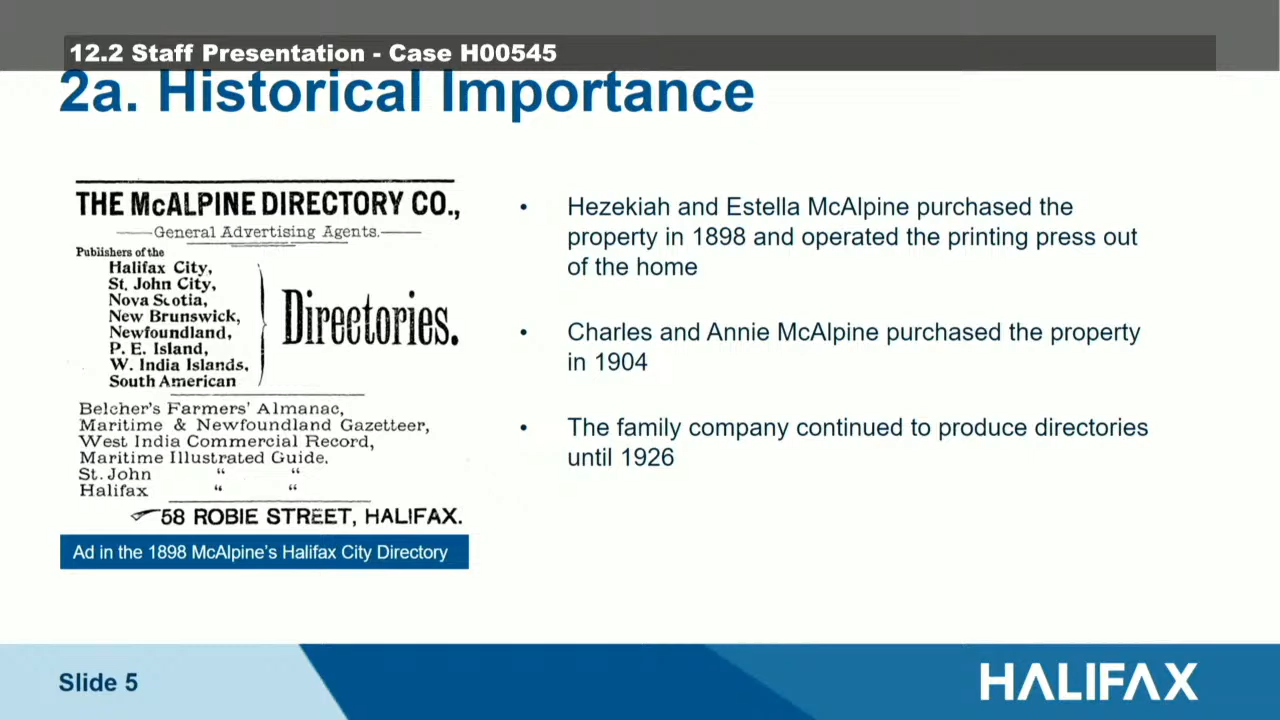 12.2 Staff Presentation - Case H00545
2a. Historical Importance
THE McALPINE DIRECTORY CO.,
General Advertising Agents.
Publishers of the
Halifax City,
St. John City,
Nova Scotia,
New Brunswick,
Newfoundland,
P. E. Island,
W. India Islands,
South American
Directories.
Belcher's Farmers' Almanac,
Maritime & Newfoundland Gazetteer,
West India Commercial Record,
Maritime Illustrated Guide.
St. John " "
Halifax " "
58 ROBIE STREET, HALIFAX.
Ad in the 1898 McAlpine's Halifax City Directory
• Hezekiah and Estella McAlpine purchased the
property in 1898 and operated the printing press out
of the home
• Charles and Annie McAlpine purchased the property
in 1904
• The family company continued to produce directories
until 1926
Slide 5
HALIFAX